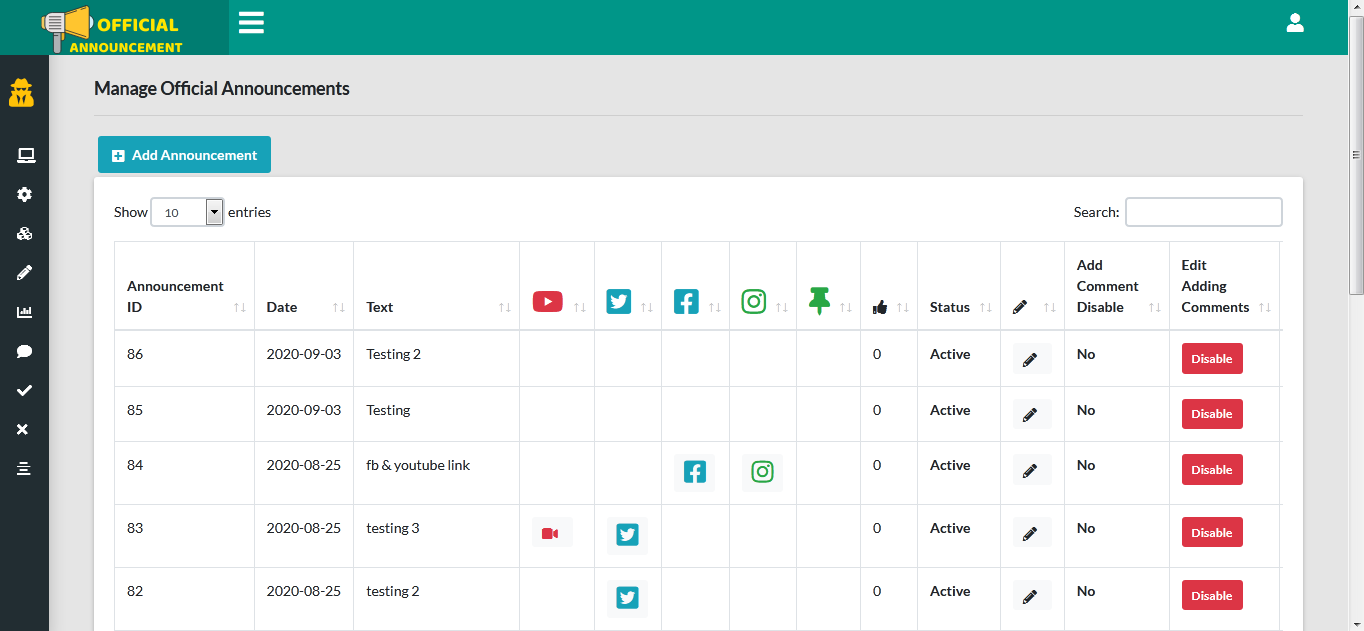 OFFICIAL
ANNOUNCEMENT
Manage Official Announcements
Add Announcement
Show 10 entries
Search:
Announcement ID Date Text Status Add Comment Disable Edit Adding Comments
86 2020-09-03 Testing 2 0 Active No Disable
85 2020-09-03 Testing 0 Active No Disable
84 2020-08-25 fb & youtube link 0 Active No Disable
83 2020-08-25 testing 3 0 Active No Disable
82 2020-08-25 testing 2 0 Active No Disable